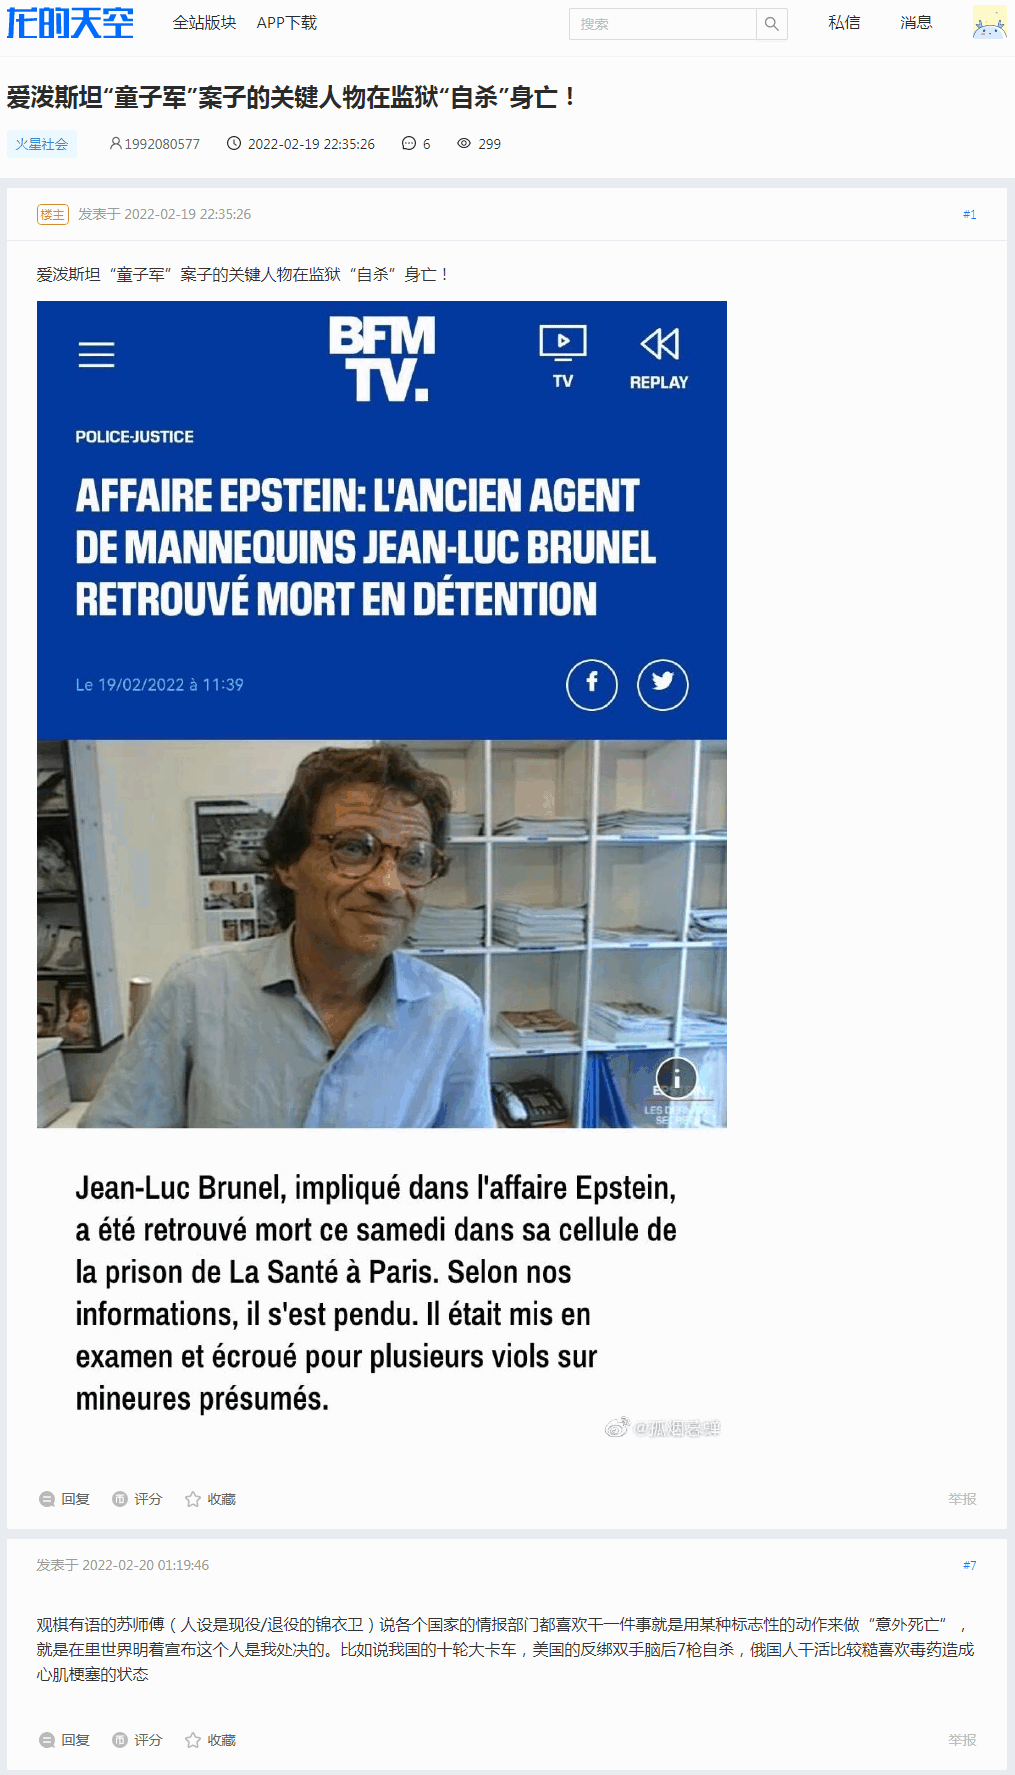 龙的天空 全站版块 APP下载 搜索 私信 消息
爱泼斯坦“童子军”案子的关键人物在监狱“自杀”身亡！
火星社会 1992080577 2022-02-19 22:35:26 6 299
楼主 发表于 2022-02-19 22:35:26 #1
爱泼斯坦“童子军”案子的关键人物在监狱“自杀”身亡！
BFM
TV.
TV
REPLAY
POLICE-JUSTICE
AFFAIRE EPSTEIN: L'ANCIEN AGENT
DE MANNEQUINS JEAN-LUC BRUNEL
RETROUVÉ MORT EN DÉTENTION
Le 19/02/2022 à 11:39
Jean-Luc Brunel, impliqué dans l'affaire Epstein,
a été retrouvé mort ce samedi dans sa cellule de
la prison de La Santé à Paris. Selon nos
informations, il s'est pendu. Il était mis en
examen et écroué pour plusieurs viols sur
mineures présumés.
@孤烟暮蝉
回复 评分 收藏 举报
发表于 2022-02-20 01:19:46 #7
观棋有语的苏师傅（人设是现役/退役的锦衣卫）说各个国家的情报部门都喜欢干一件事就是用某种标志性的动作来做“意外死亡”，
就是在里世界明着宣布这个人是我处决的。比如说我国的十轮大卡车，美国的反绑双手脑后7枪自杀，俄国人干活比较糙喜欢毒药造成
心肌梗塞的状态
回复 评分 收藏 举报